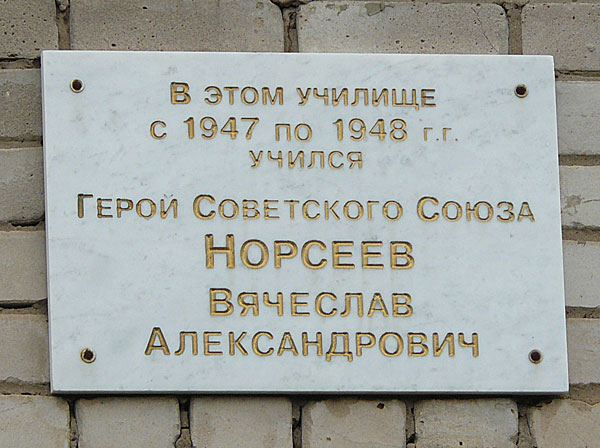 В этом училище
с 1947 по 1948 г.г.
учился
Герой Советского Союза
Норсеев
Вячеслав
Александрович